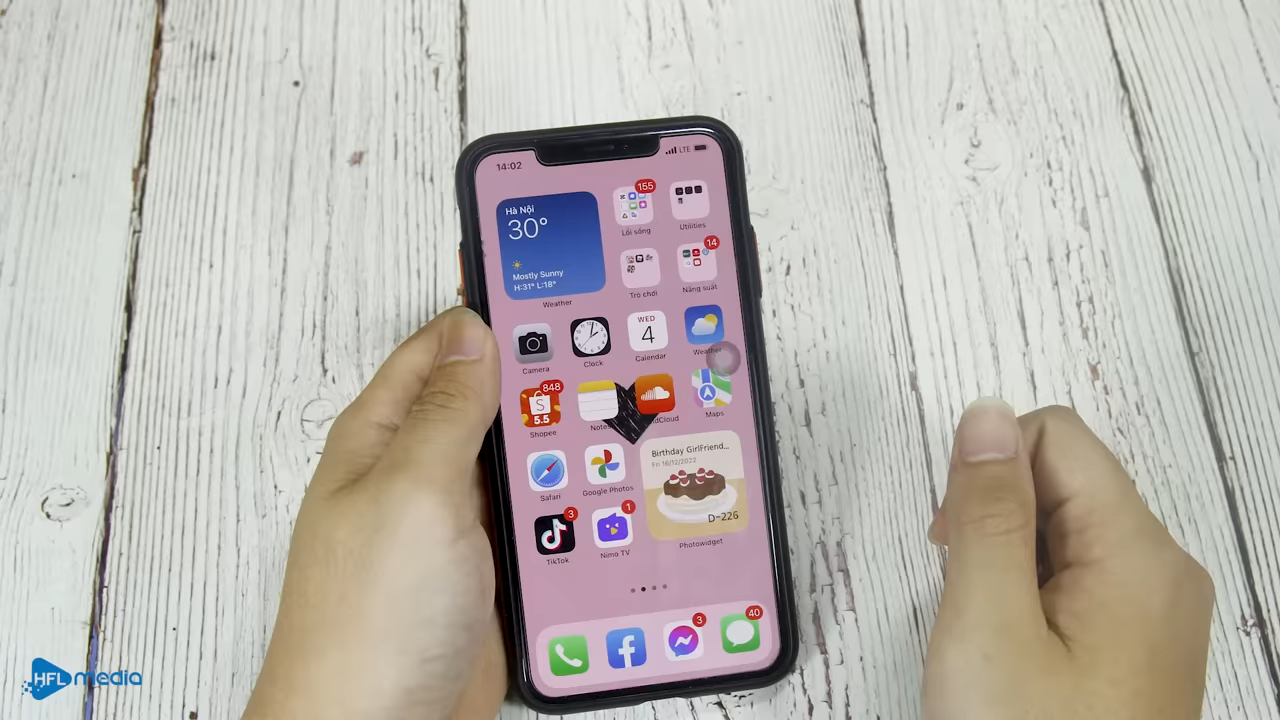 14:02
LTE
Hà Nội
30°
Mostly Sunny
H:31° L:18°
Weather
155
Lối sống
Utilities
Trò chơi
14
Năng suất
Camera
Clock
WED
4
Calendar
Weather
848
S
5.5
Shopee
Notes
Cloud
Maps
Safari
Google Photos
Birthday GirlFriend...
Fri 16/12/2022
D-226
Photowidget
3
TikTok
1
Nimo TV
3
40
HFL media